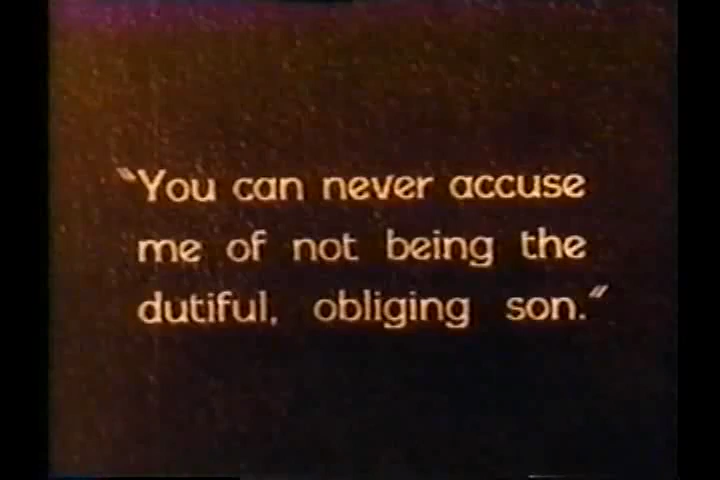 "You can never accuse
me of not being the
dutiful, obliging son."